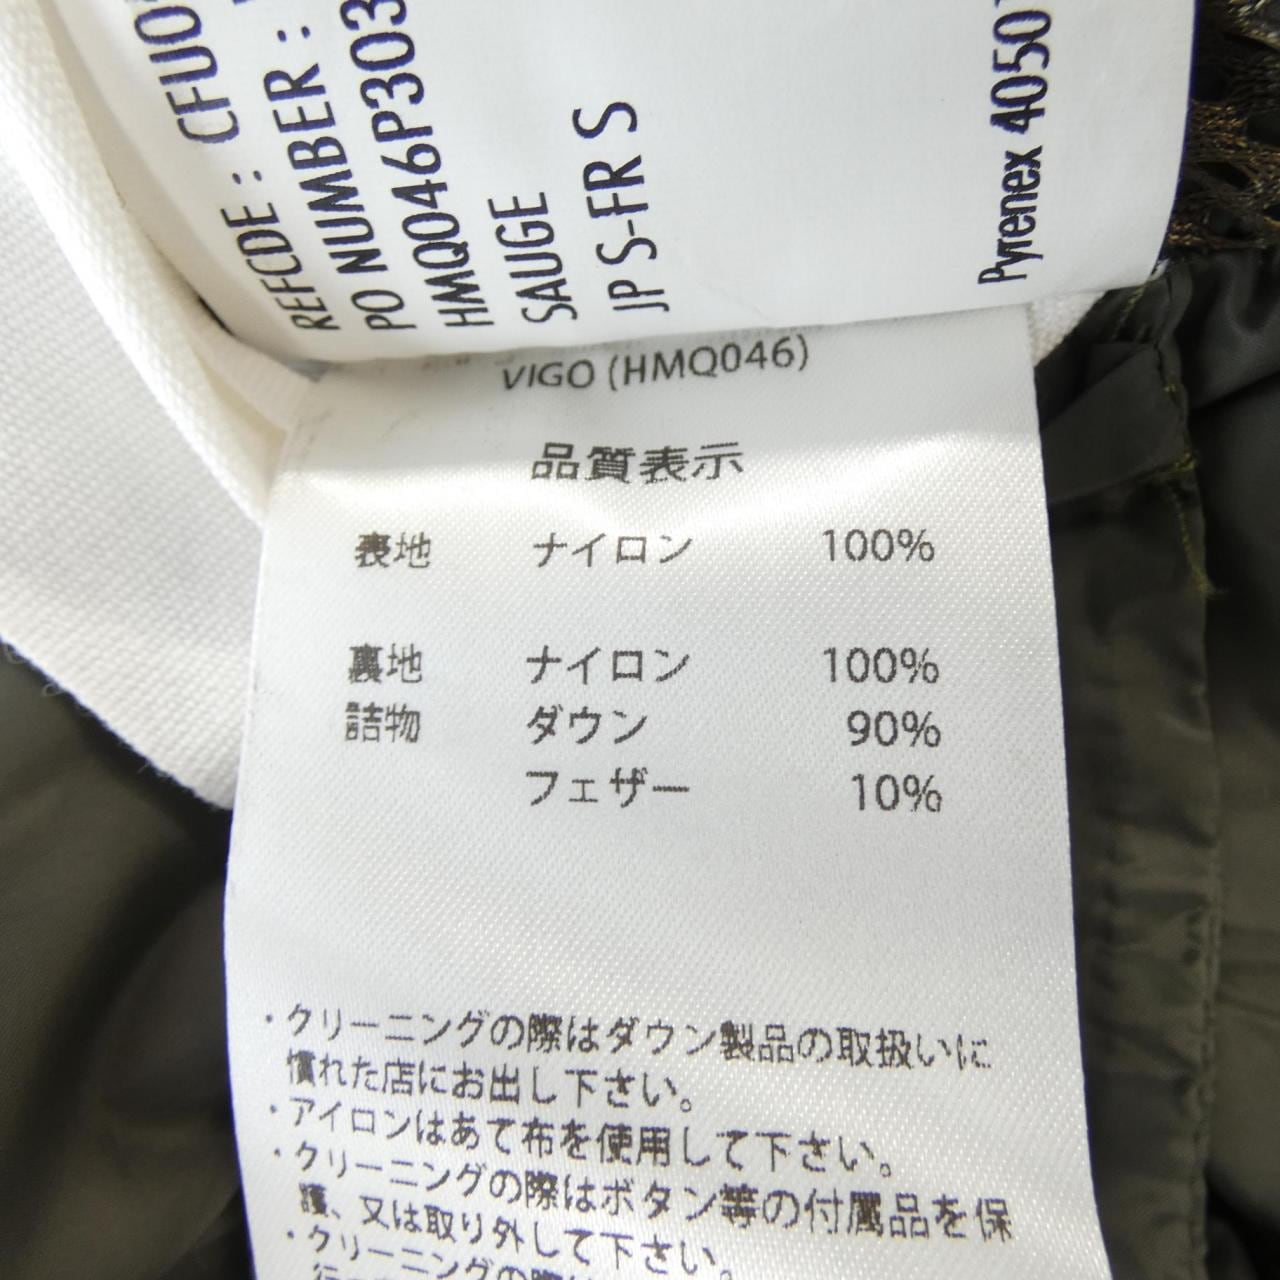 CFU0
REFCDE :
PO NUMBER :
HMQ046P303
SAUGE
JP S-FR S
Pyrenex 4050
VIGO (HMQ046)
品質表示
表地 ナイロン 100%
裏地 ナイロン 100%
詰物 ダウン 90%
フェザー 10%
・クリーニングの際はダウン製品の取扱いに
慣れた店にお出し下さい。
・アイロンはあて布を使用して下さい。
・クリーニングの際はボタン等の付属品を保
護、又は取り外して下さい。
・クリーニングの際は